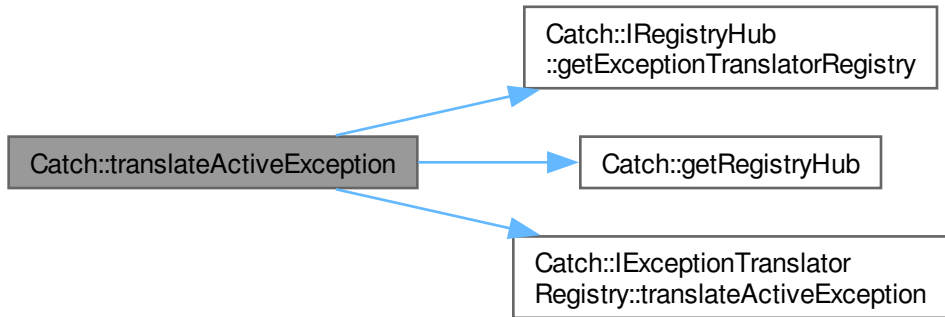 Catch::IRegistryHub
::getExceptionTranslatorRegistry
Catch::translateActiveException
Catch::getRegistryHub
Catch::IExceptionTranslator
Registry::translateActiveException